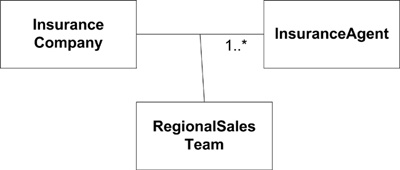 Insurance
Company
InsuranceAgent
1..*
RegionalSales
Team